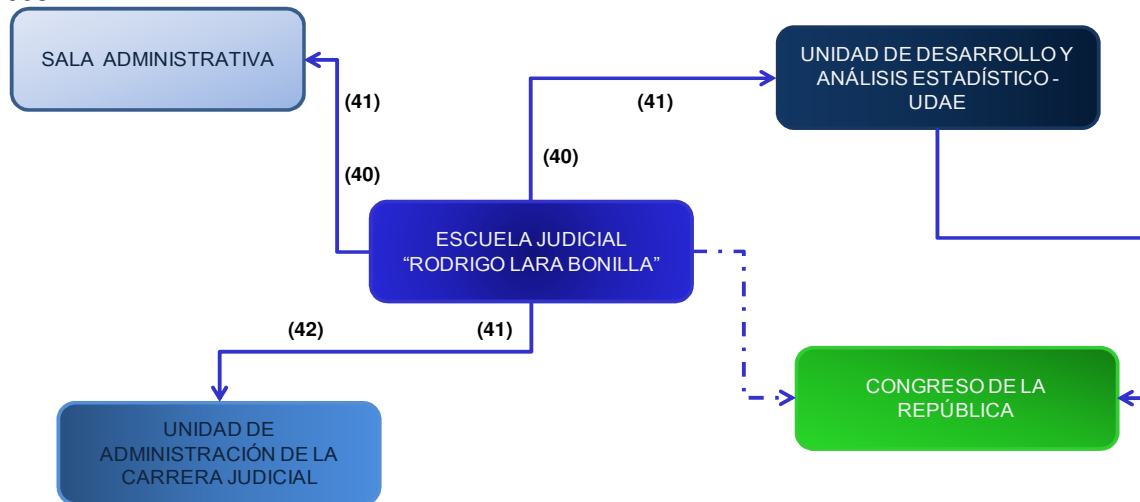 SALA ADMINISTRATIVA
UNIDAD DE DESARROLLO Y
ANÁLISIS ESTADÍSTICO -
UDAE
(41)
(41)
(40)
(40)
ESCUELA JUDICIAL
“RODRIGO LARA BONILLA”
(42)
(41)
CONGRESO DE LA
REPÚBLICA
UNIDAD DE
ADMINISTRACIÓN DE LA
CARRERA JUDICIAL